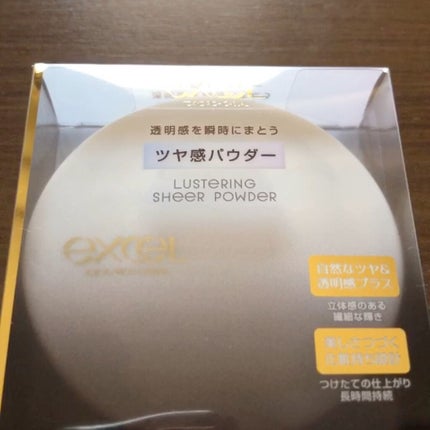 透明感を瞬時にまとう
ツヤ感パウダー
LUSTERING
SHEER POWDER
excel
自然なツヤ&
透明感プラス
立体感のある
繊細な輝き
つけたての仕上がり
長時間持続